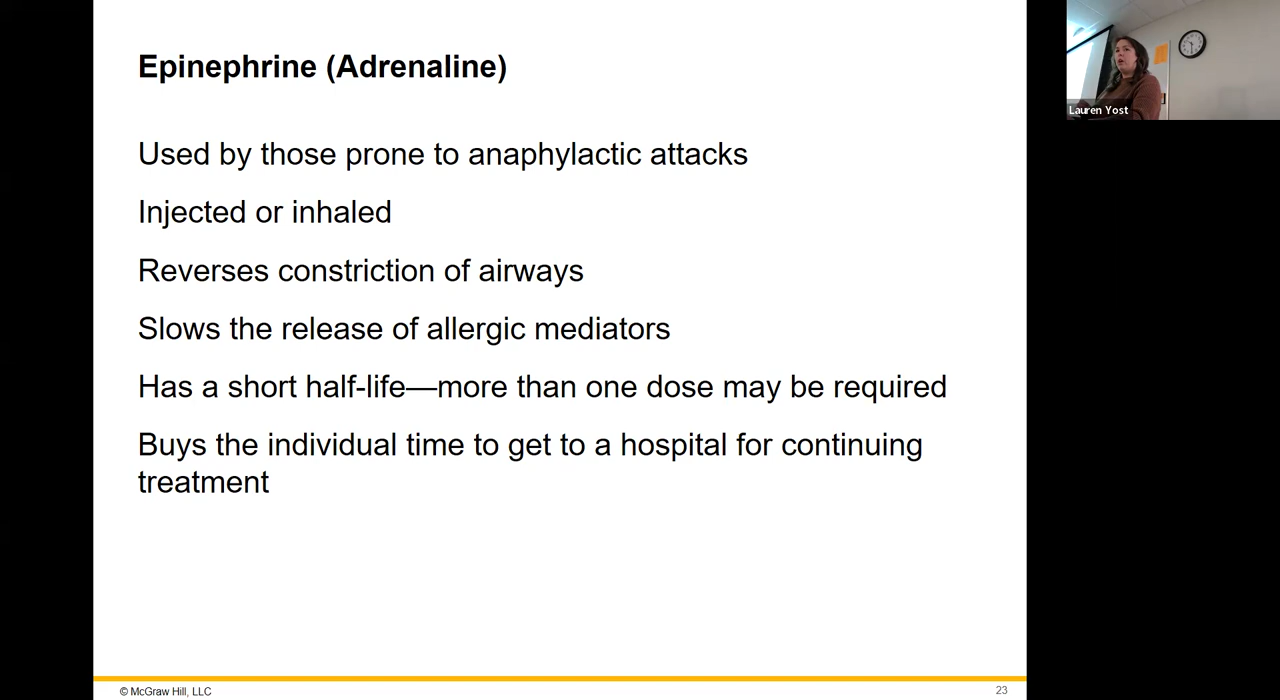 Epinephrine (Adrenaline)
Used by those prone to anaphylactic attacks
Injected or inhaled
Reverses constriction of airways
Slows the release of allergic mediators
Has a short half-life—more than one dose may be required
Buys the individual time to get to a hospital for continuing
treatment
© McGraw Hill, LLC
23
Lauren Yost